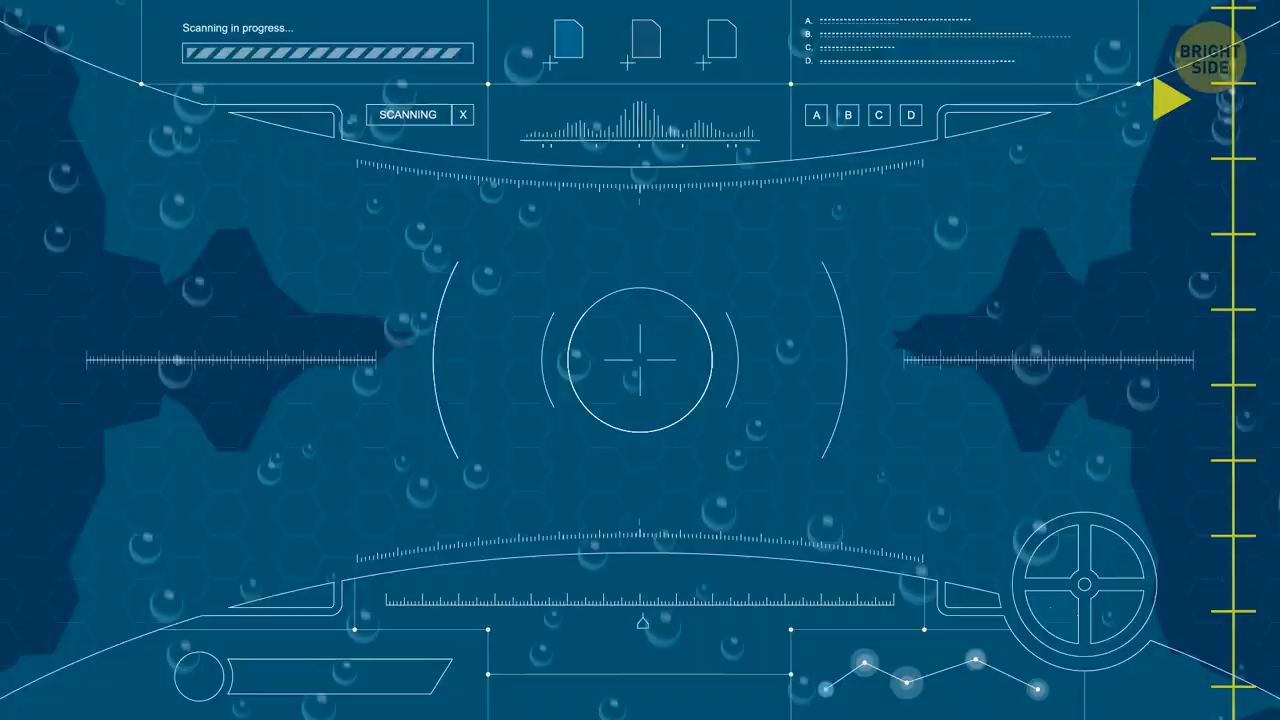 Scanning in progress...
A.
B.
C.
D.
BRIGHT
SIDE
SCANNING X
A B C D